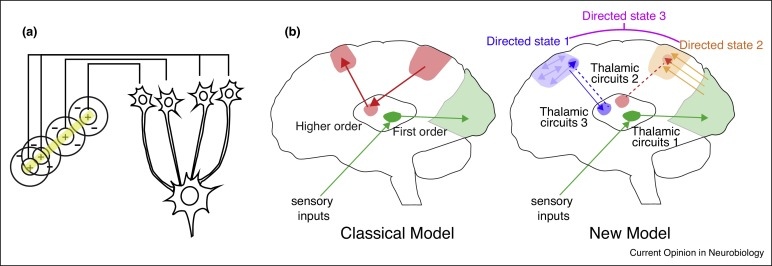 (a)
+
+
+
+
−
−
−
−
−
−
−
−
(b)
Higher order
First order
sensory
inputs
Classical Model
Directed state 3
Directed state 1
Directed state 2
Thalamic
circuits 2
Thalamic
circuits 3
Thalamic
circuits 1
sensory
inputs
New Model
Current Opinion in Neurobiology